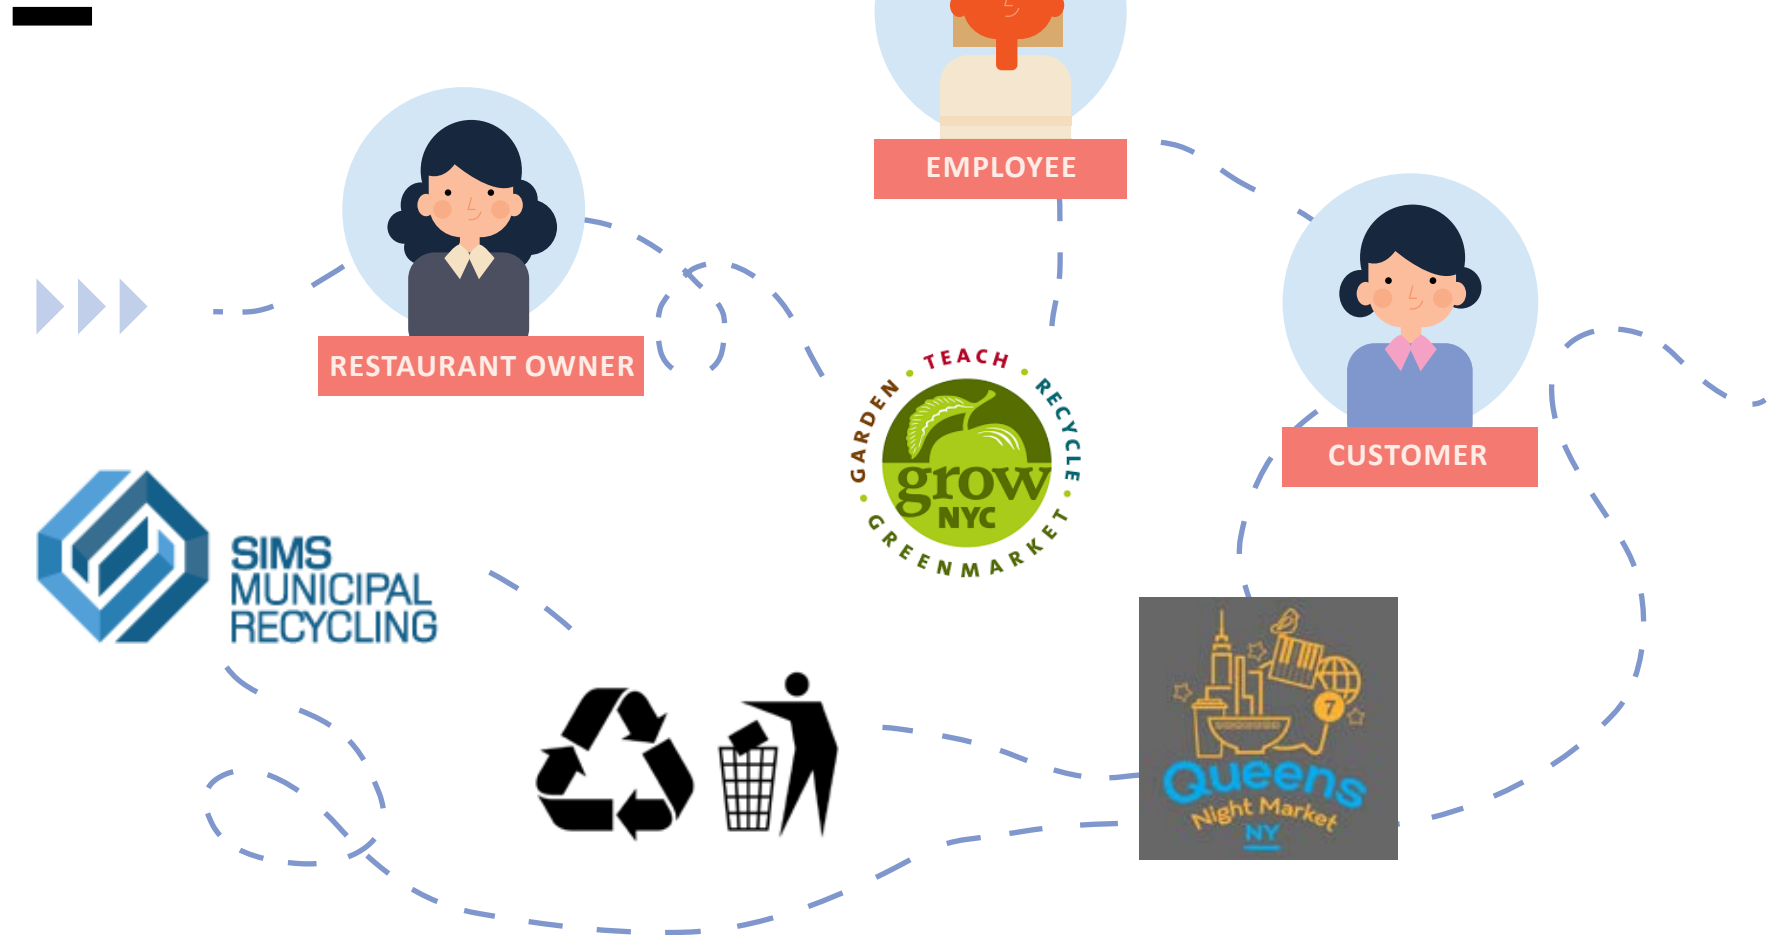 EMPLOYEE
RESTAURANT OWNER
GARDEN • TEACH • RECYCLE • GREENMARKET •
grow
NYC
CUSTOMER
SIMS
MUNICIPAL
RECYCLING
7
Queens
Night Market
NY